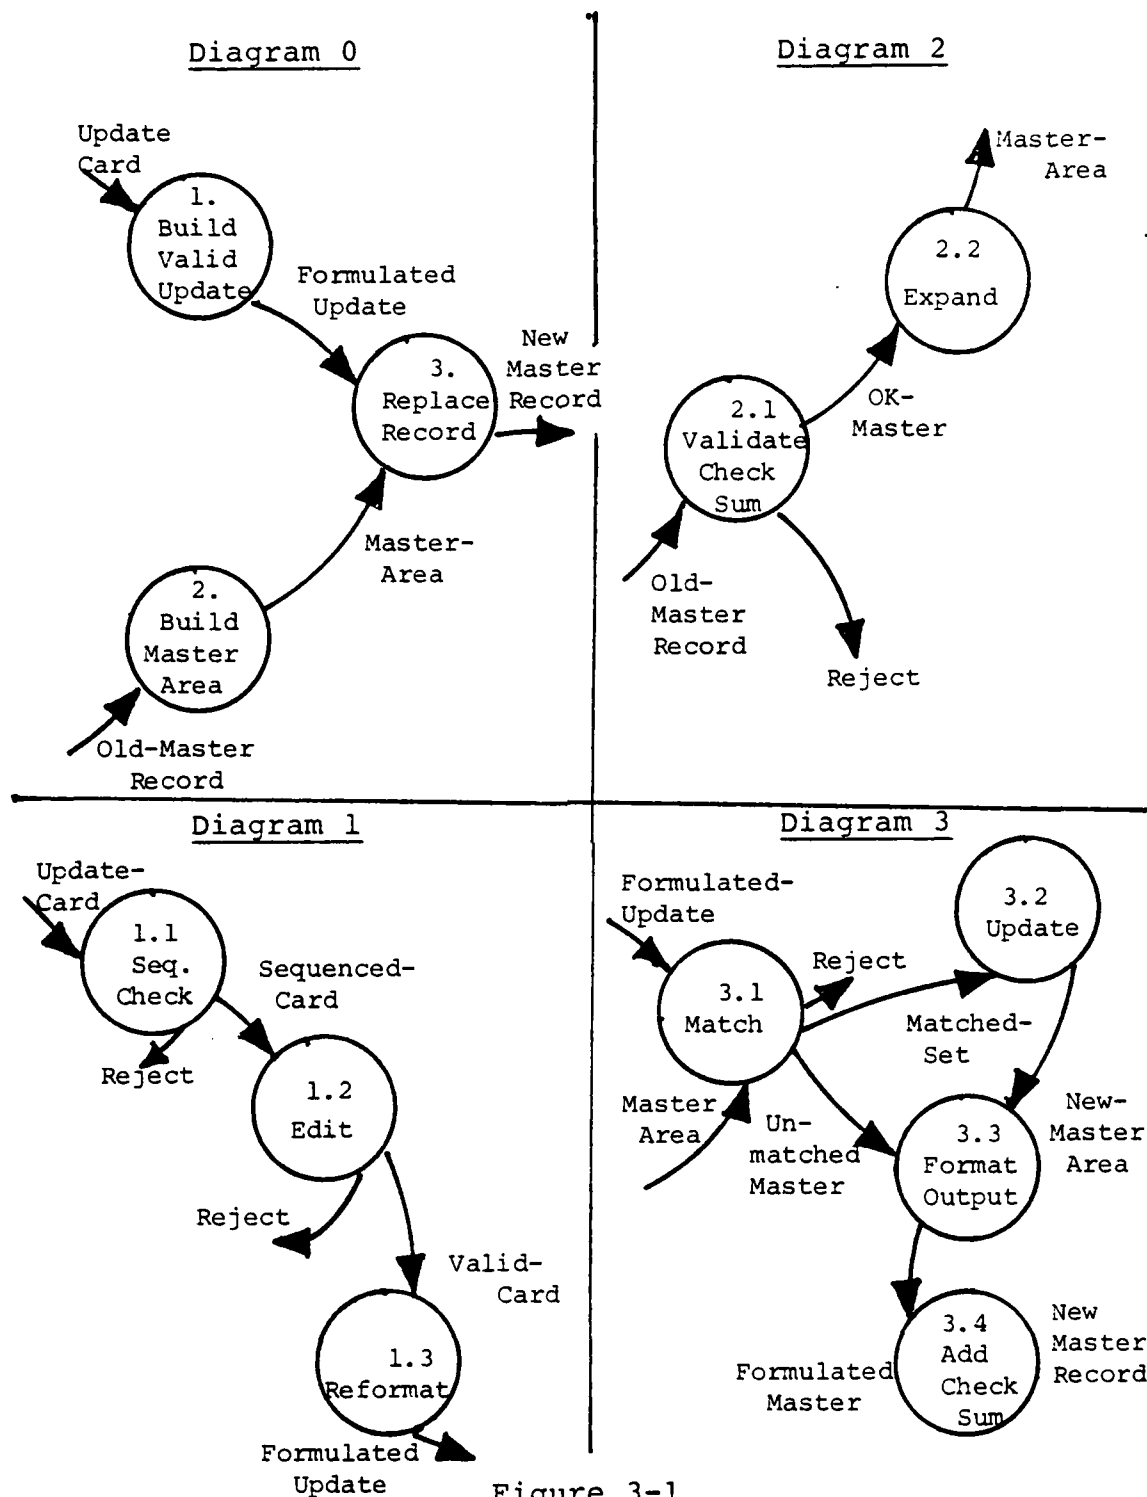 Diagram 0
Update
Card
1.
Build
Valid
Update
Formulated
Update
New
Master
Record
3.
Replace
Record
Master-
Area
2.
Build
Master
Area
Old-Master
Record
Diagram 2
Master-
Area
2.2
Expand
OK-
Master
2.1
Validate
Check
Sum
Old-
Master
Record
Reject
Diagram 1
Update-
Card
1.1
Seq.
Check
Sequenced-
Card
Reject
1.2
Edit
Reject
Valid-
Card
1.3
Reformat
Formulated
Update
Diagram 3
Formulated-
Update
3.2
Update
Reject
3.1
Match
Matched-
Set
Master
Area
Un-
matched
Master
New-
Master
Area
3.3
Format
Output
3.4
Add
Check
Sum
New
Master
Record
Formulated
Master
Figure 3-1